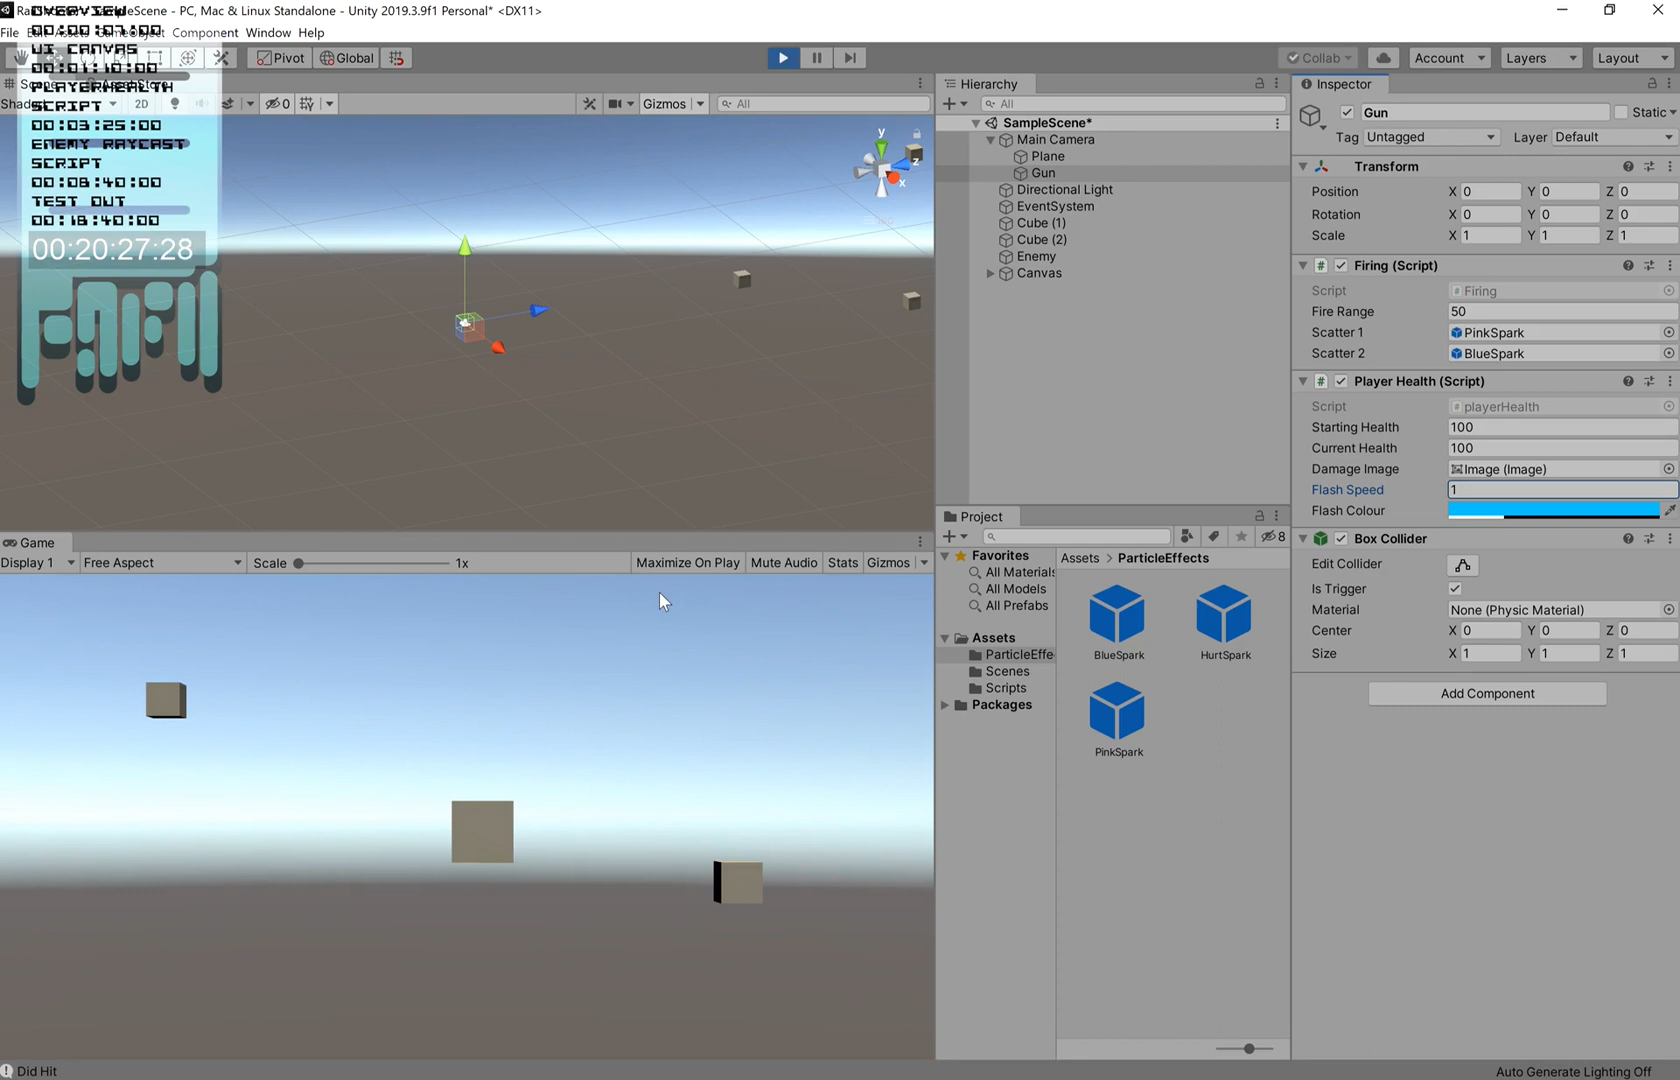 SampleScene - PC, Mac & Linux Standalone - Unity 2019.3.9f1 Personal* <DX11>
File Edit Assets GameObject Component Window Help
OVERVIEW
00:00:07:00
UI CANVAS
00:01:10:00
PLAYERHEALTH
SCRIPT
00:03:25:00
ENEMY RAYCAST
SCRIPT
00:08:40:00
TEST OUT
00:18:40:00
00:20:27:28
Pivot Global
Collab Account Layers Layout
Scene Asset Store
Shaded 2D 0 Gizmos All
y
z
x
Game
Display 1 Free Aspect Scale 1x Maximize On Play Mute Audio Stats Gizmos
Hierarchy
All
SampleScene*
Main Camera
Plane
Gun
Directional Light
EventSystem
Cube (1)
Cube (2)
Enemy
Canvas
Project
8
Favorites
All Materials
All Models
All Prefabs
Assets
ParticleEffe
Scenes
Scripts
Packages
Assets > ParticleEffects
BlueSpark HurtSpark
PinkSpark
Inspector
Gun Static
Tag Untagged Layer Default
Transform
Position X 0 Y 0 Z 0
Rotation X 0 Y 0 Z 0
Scale X 1 Y 1 Z 1
Firing (Script)
Script Firing
Fire Range 50
Scatter 1 PinkSpark
Scatter 2 BlueSpark
Player Health (Script)
Script playerHealth
Starting Health 100
Current Health 100
Damage Image Image (Image)
Flash Speed 1
Flash Colour
Box Collider
Edit Collider
Is Trigger
Material None (Physic Material)
Center X 0 Y 0 Z 0
Size X 1 Y 1 Z 1
Add Component
Did Hit
Auto Generate Lighting Off